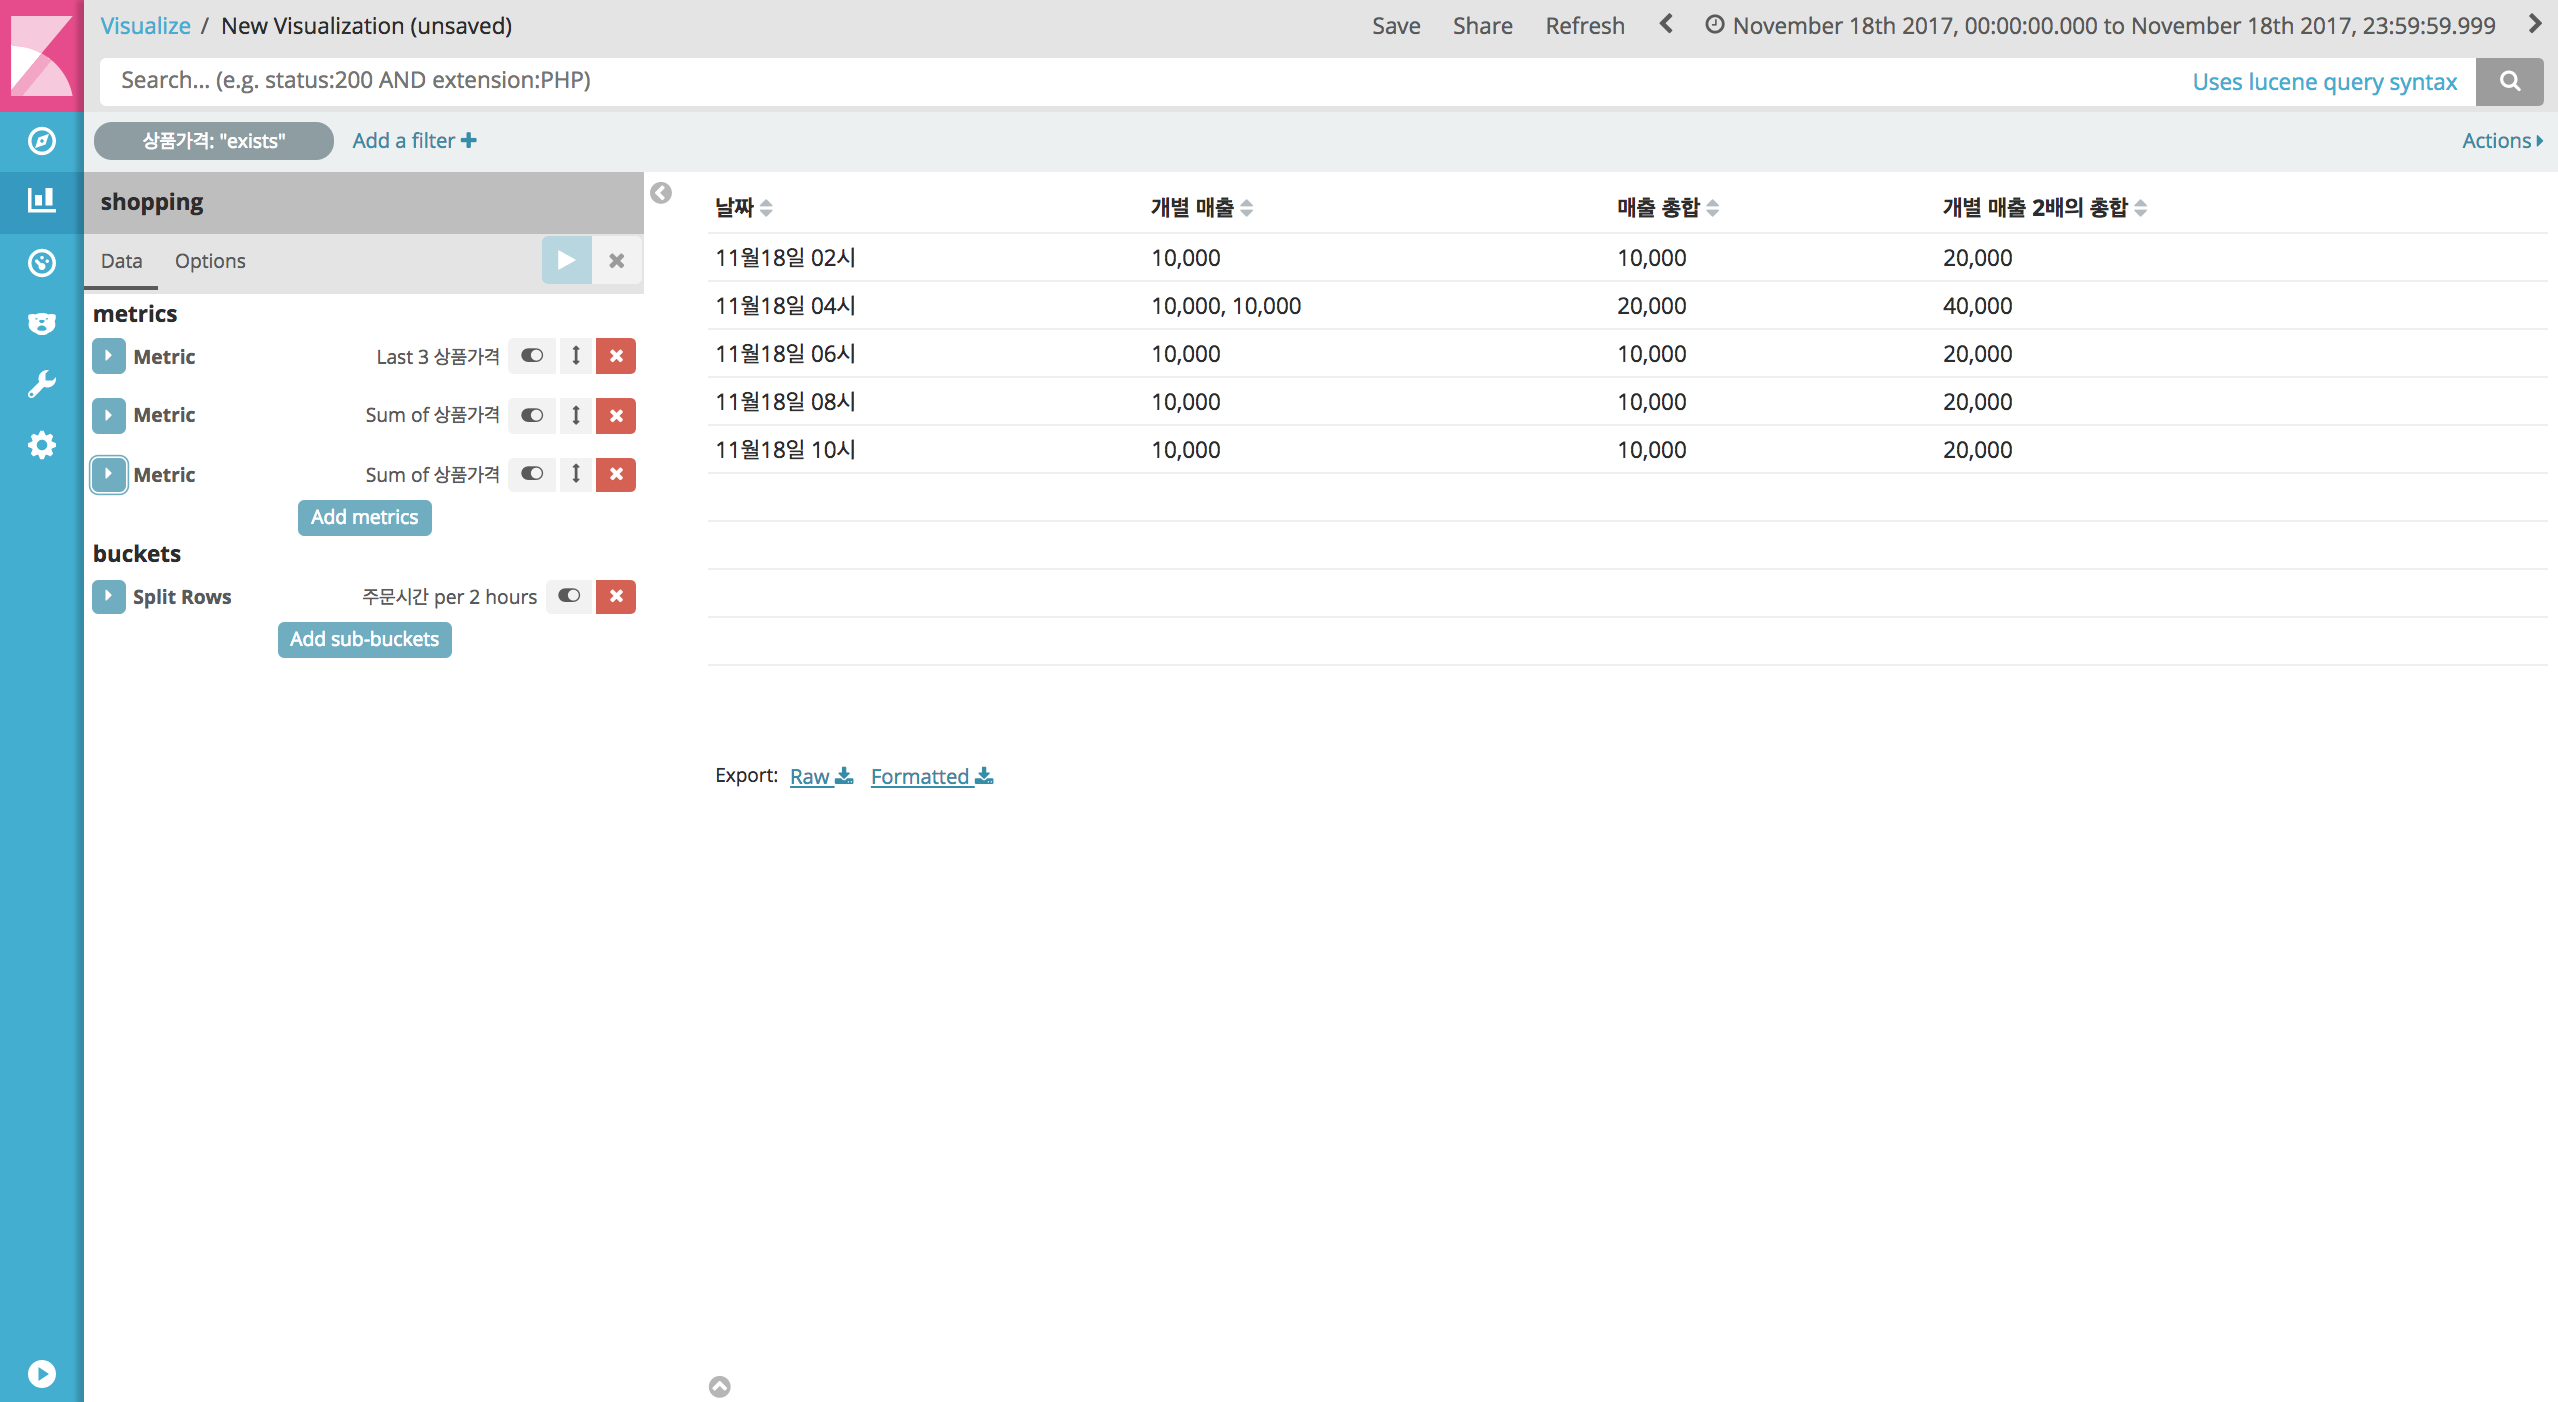 Visualize / New Visualization (unsaved)
Save Share Refresh November 18th 2017, 00:00:00.000 to November 18th 2017, 23:59:59.999
Search... (e.g. status:200 AND extension:PHP) Uses lucene query syntax
상품가격: "exists" Add a filter Actions
shopping
Data Options
metrics
Metric Last 3 상품가격
Metric Sum of 상품가격
Metric Sum of 상품가격
Add metrics
buckets
Split Rows 주문시간 per 2 hours
Add sub-buckets
날짜 개별 매출 매출 총합 개별 매출 2배의 총합
11월18일 02시 10,000 10,000 20,000
11월18일 04시 10,000, 10,000 20,000 40,000
11월18일 06시 10,000 10,000 20,000
11월18일 08시 10,000 10,000 20,000
11월18일 10시 10,000 10,000 20,000
Export: Raw Formatted